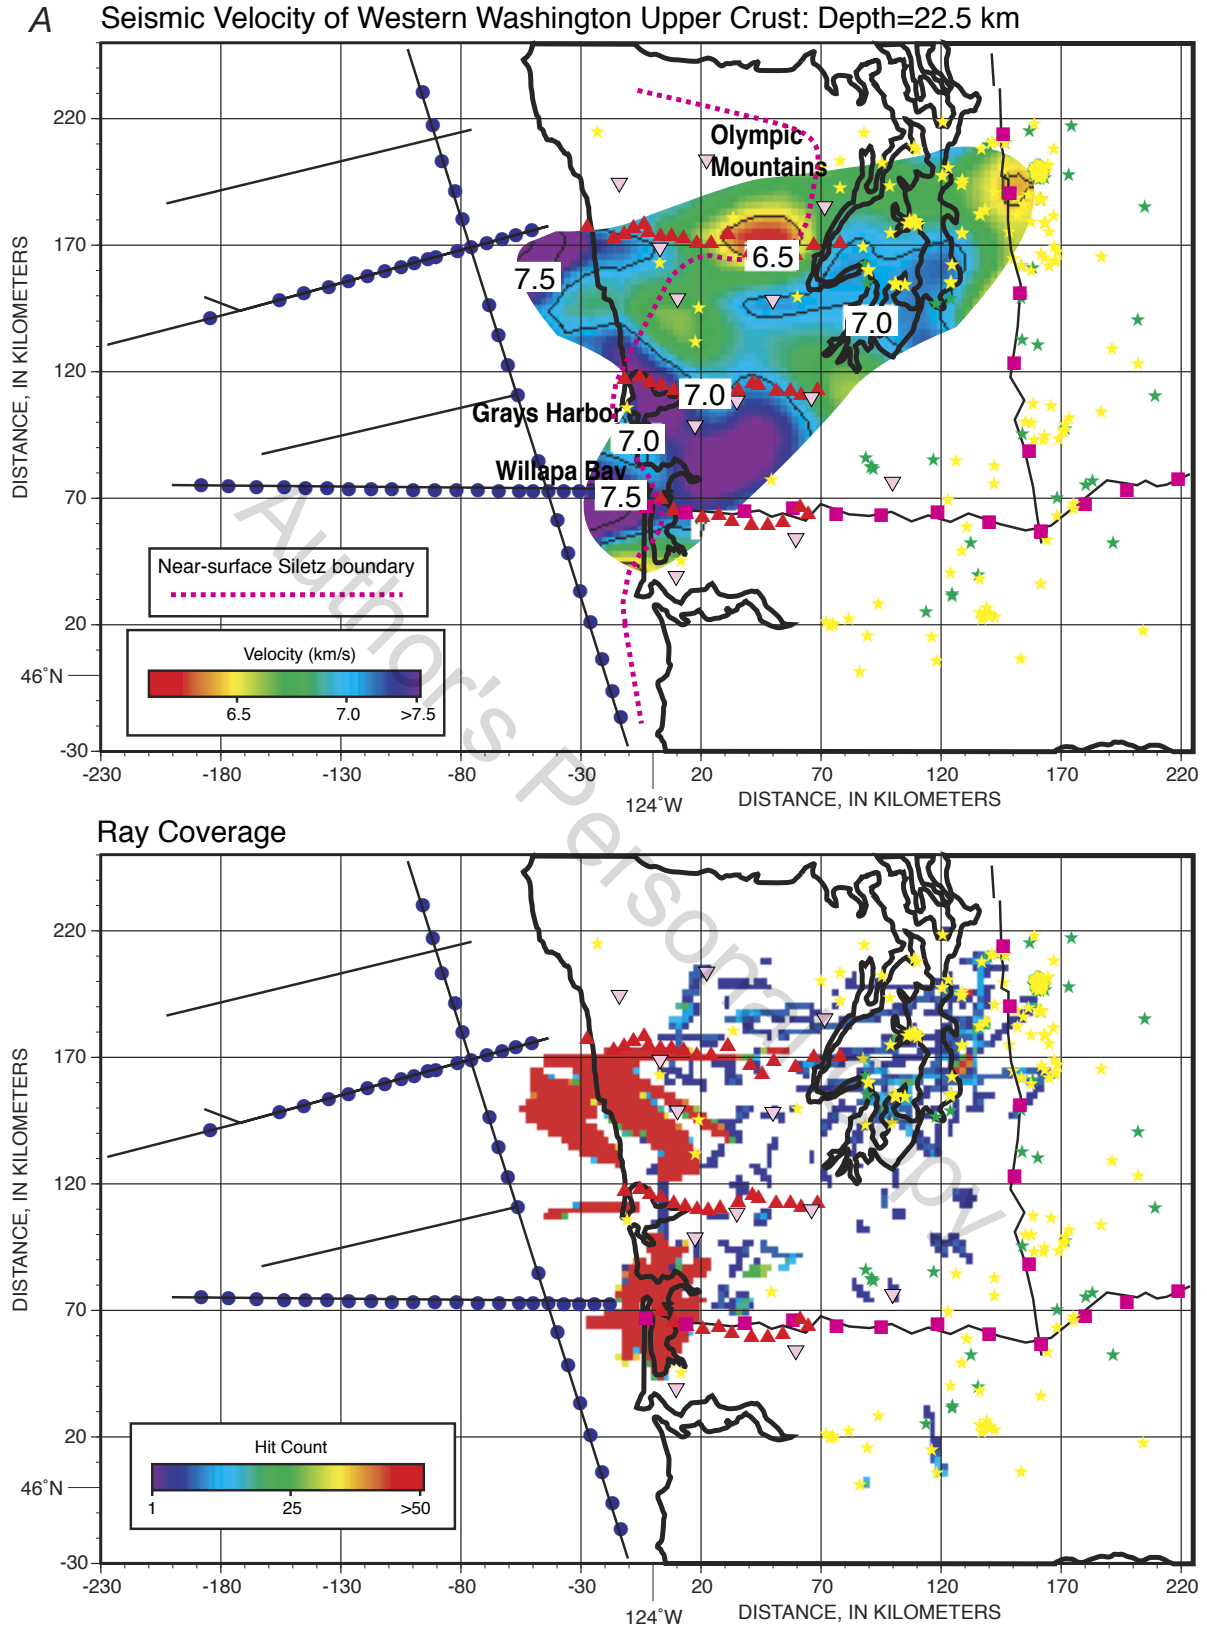 A
Seismic Velocity of Western Washington Upper Crust: Depth=22.5 km
220
170
120
70
20
46˚N
-30
DISTANCE, IN KILOMETERS
Olympic
Mountains
6.5
7.5
7.0
7.0
Grays Harbor
7.0
Willapa Bay
7.5
Near-surface Siletz boundary
Velocity (km/s)
6.5 7.0 >7.5
-230 -180 -130 -80 -30 20 70 120 170 220
124˚W
DISTANCE, IN KILOMETERS
Author's Personal Copy
Ray Coverage
220
170
120
70
20
46˚N
-30
DISTANCE, IN KILOMETERS
Hit Count
1 25 >50
-230 -180 -130 -80 -30 20 70 120 170 220
124˚W
DISTANCE, IN KILOMETERS